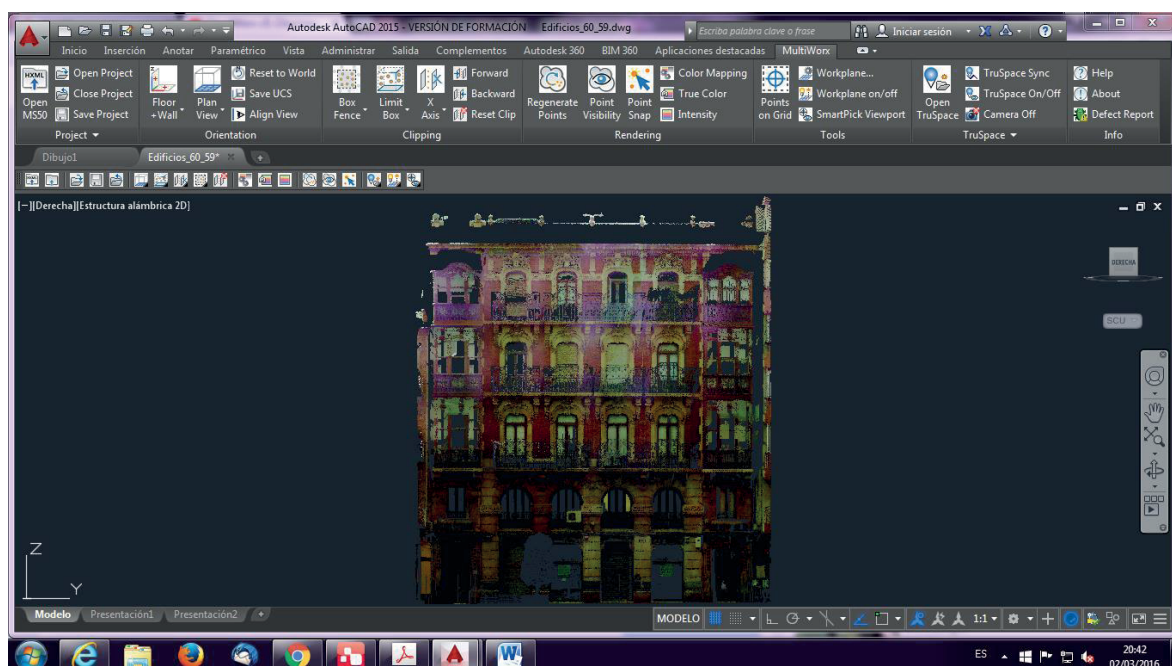 Autodesk AutoCAD 2015 - VERSIÓN DE FORMACIÓN Edificios_60_59.dwg
Escriba palabra clave o frase
Iniciar sesión
Inicio Inserción Anotar Paramétrico Vista Administrar Salida Complementos Autodesk 360 BIM 360 Aplicaciones destacadas MultiWorx
HXML
Open MS50
Open Project
Close Project
Save Project
Project
Floor +Wall
Plan View
Reset to World
Save UCS
Align View
Orientation
Box Fence
Limit Box
X Axis
Forward
Backward
Reset Clip
Clipping
Regenerate Points
Point Visibility
Point Snap
Color Mapping
True Color
Intensity
Rendering
Points on Grid
Workplane...
Workplane on/off
SmartPick Viewport
Tools
Open TruSpace
TruSpace Sync
TruSpace On/Off
Camera Off
TruSpace
Help
About
Defect Report
Info
Dibujo1 Edificios_60_59*
[−][Derecha][Estructura alámbrica 2D]
DERECHA
SCU
Z
Y
Modelo Presentación1 Presentación2 +
MODELO
1:1
ES
20:42
02/03/2016